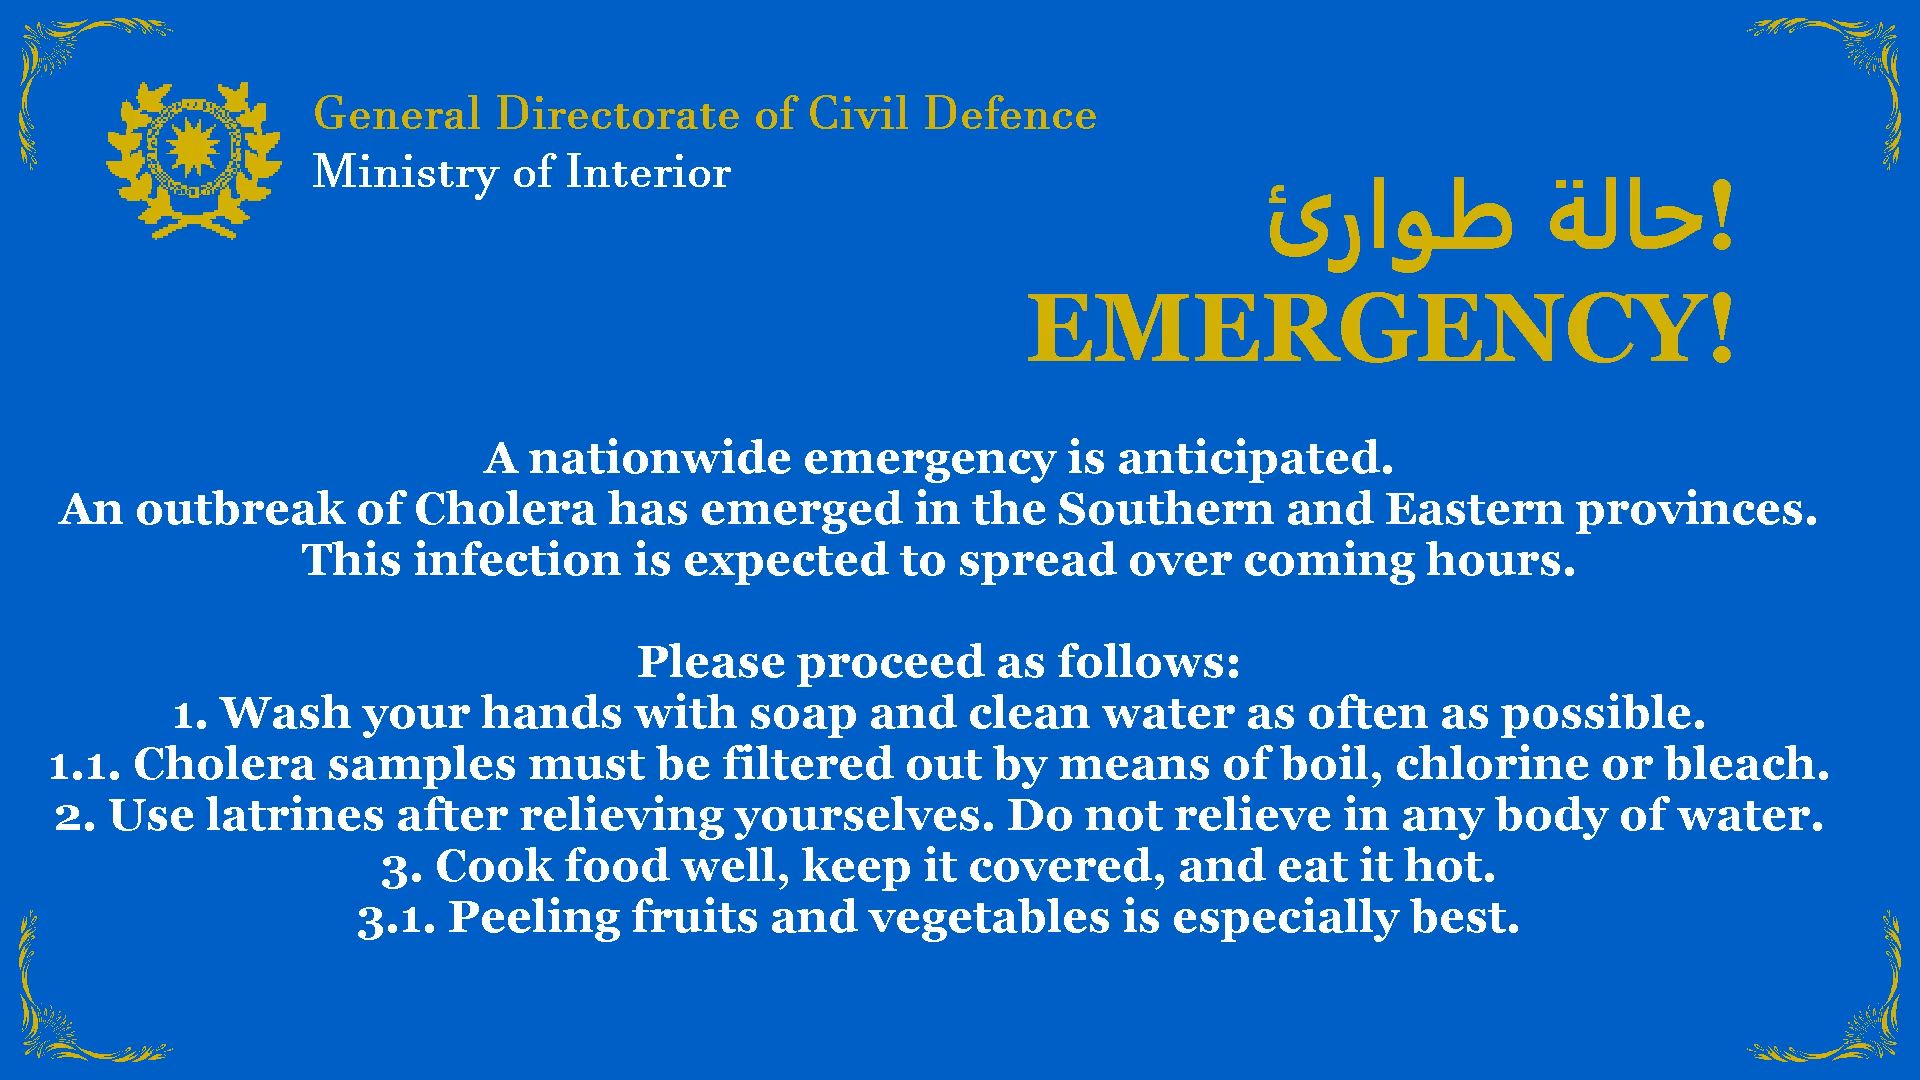 General Directorate of Civil Defence
Ministry of Interior
حالة طوارئ!
EMERGENCY!
A nationwide emergency is anticipated.
An outbreak of Cholera has emerged in the Southern and Eastern provinces.
This infection is expected to spread over coming hours.
Please proceed as follows:
1. Wash your hands with soap and clean water as often as possible.
1.1. Cholera samples must be filtered out by means of boil, chlorine or bleach.
2. Use latrines after relieving yourselves. Do not relieve in any body of water.
3. Cook food well, keep it covered, and eat it hot.
3.1. Peeling fruits and vegetables is especially best.